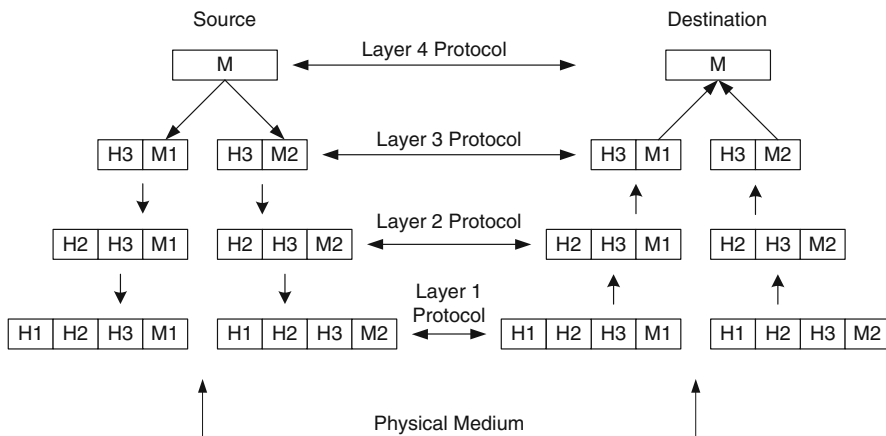 Source Destination
M Layer 4 Protocol M
H3 M1 H3 M2 Layer 3 Protocol H3 M1 H3 M2
H2 H3 M1 H2 H3 M2 Layer 2 Protocol H2 H3 M1 H2 H3 M2
Layer 1
Protocol
H1 H2 H3 M1 H1 H2 H3 M2 H1 H2 H3 M1 H1 H2 H3 M2
Physical Medium